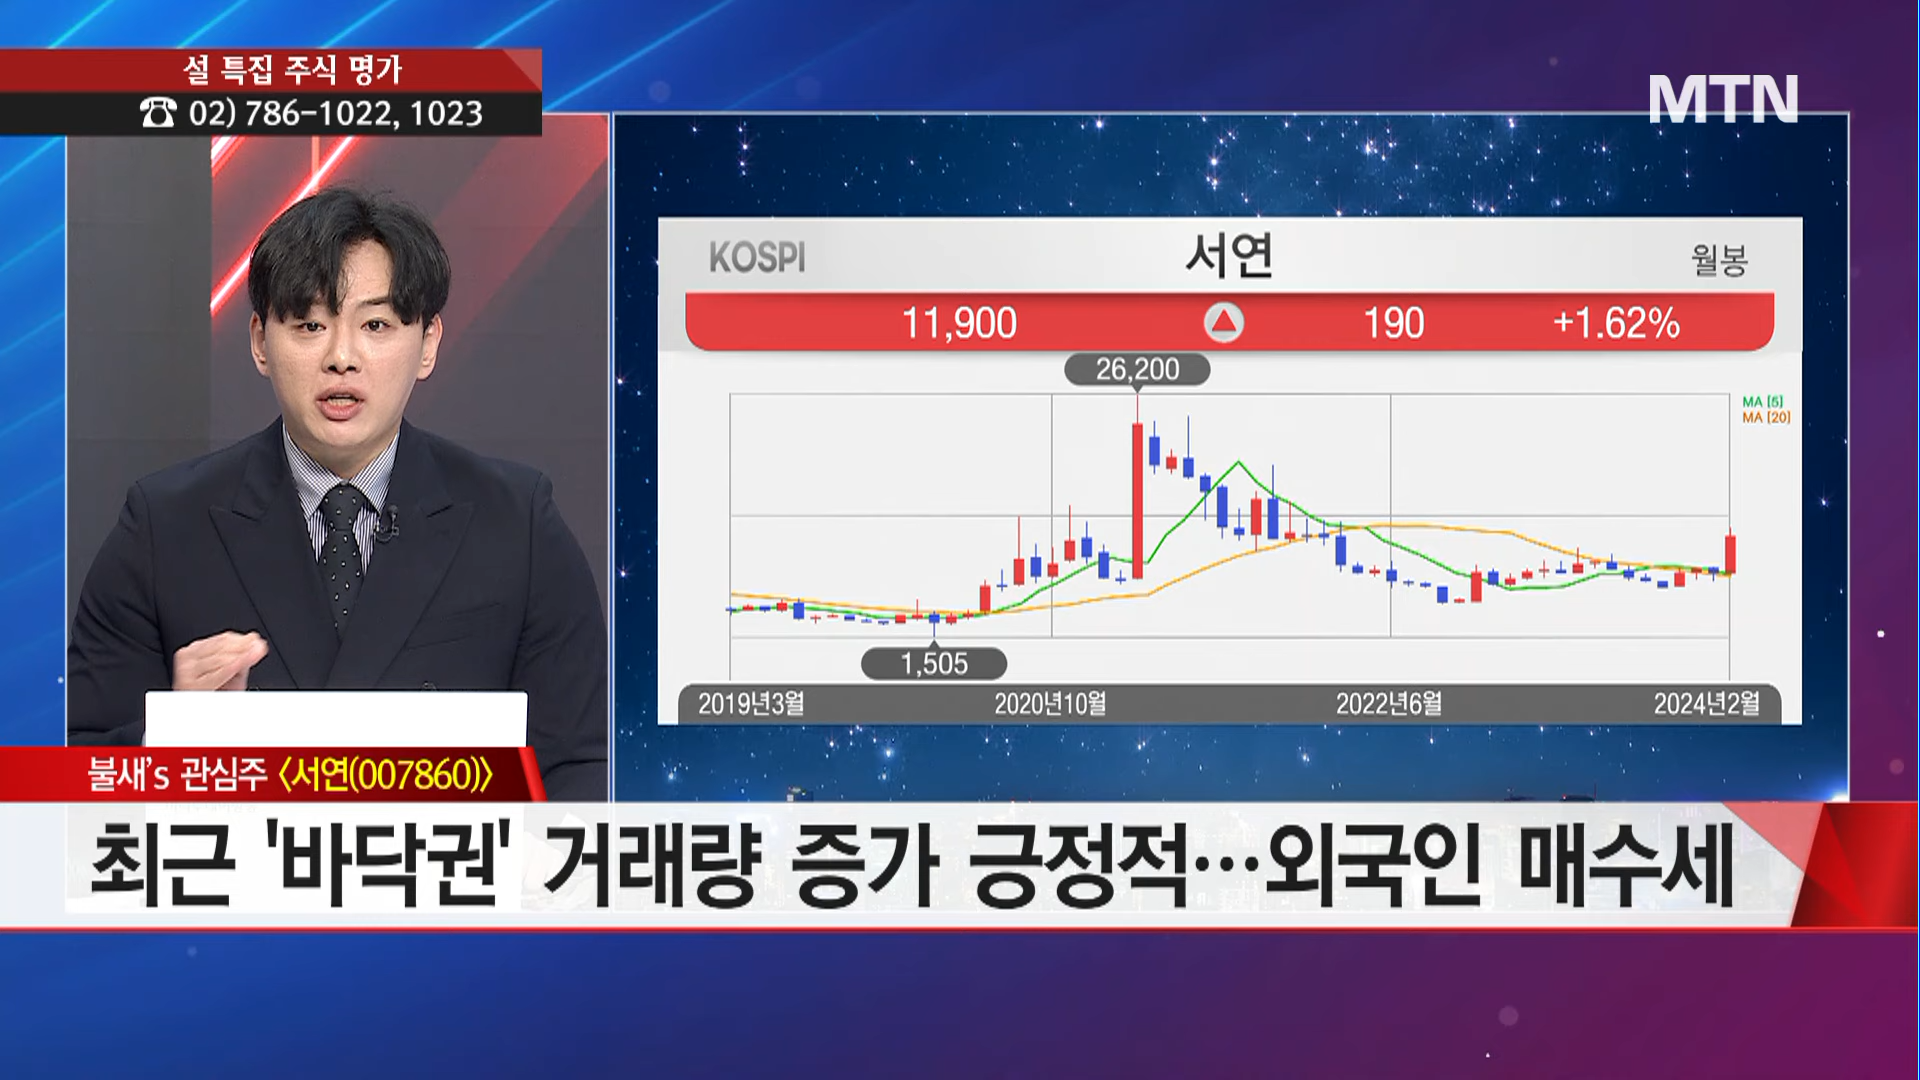 설 특집 주식 명가
☎ 02) 786-1022, 1023
MTN
KOSPI 서연 월봉
11,900 ▲ 190 +1.62%
26,200
MA [5]
MA [20]
1,505
2019년3월 2020년10월 2022년6월 2024년2월
불새's 관심주 <서연(007860)>
최근 '바닥권' 거래량 증가 긍정적…외국인 매수세